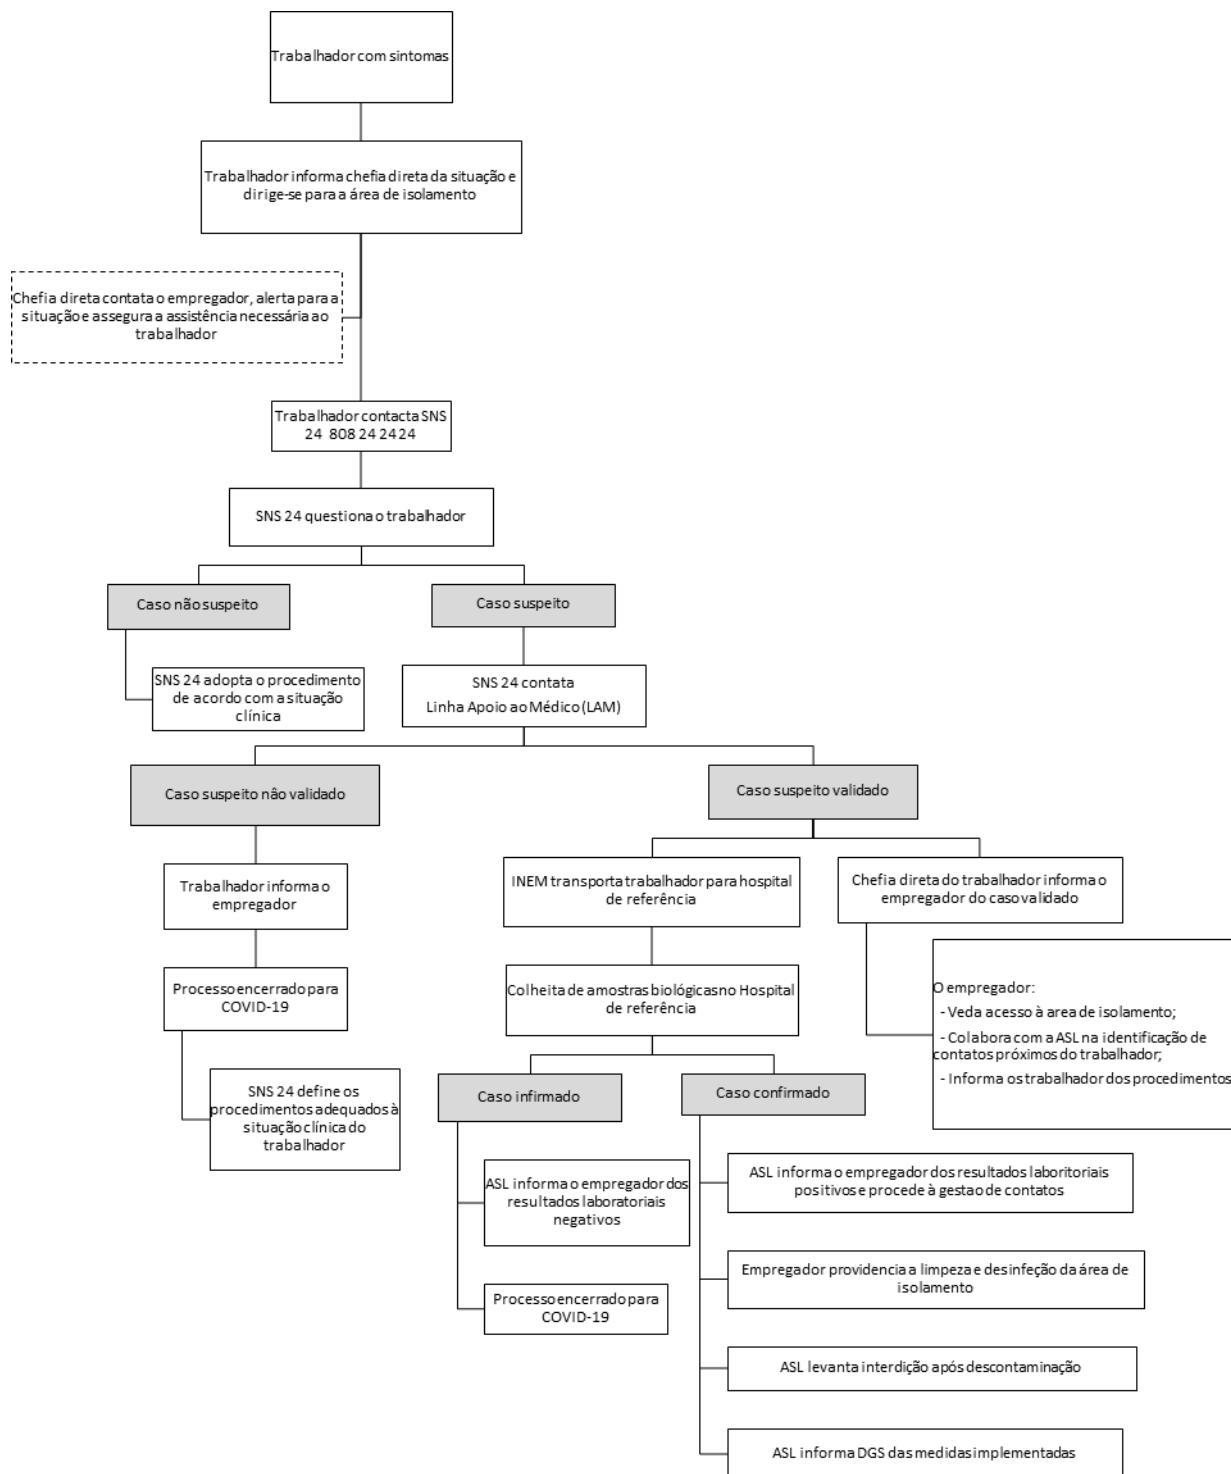 Trabalhador com sintomas
Trabalhador informa chefia direta da situação e
dirige-se para a área de isolamento
Chefia direta contata o empregador, alerta para a
situação e assegura a assistência necessária ao
trabalhador
Trabalhador contacta SNS
24 808 24 24 24
SNS 24 questiona o trabalhador
Caso não suspeito
Caso suspeito
SNS 24 adopta o procedimento
de acordo com a situação
clínica
SNS 24 contata
Linha Apoio ao Médico (LAM)
Caso suspeito nâo validado
Caso suspeito validado
Trabalhador informa o
empregador
INEM transporta trabalhador para hospital
de referência
Chefia direta do trabalhador informa o
empregador do caso validado
Processo encerrado para
COVID-19
Colheita de amostras biológicas no Hospital
de referência
O empregador:
- Veda acesso à area de isolamento;
- Colabora com a ASL na identificação de
contatos próximos do trabalhador;
- Informa os trabalhador dos procedimentos
SNS 24 define os
procedimentos adequados à
situação clínica do
trabalhador
Caso infirmado
Caso confirmado
ASL informa o empregador dos
resultados laboratoriais
negativos
ASL informa o empregador dos resultados laboritoriais
positivos e procede à gestao de contatos
Processo encerrado para
COVID-19
Empregador providencia a limpeza e desinfeção da área de
isolamento
ASL levanta interdição após descontaminação
ASL informa DGS das medidas implementadas